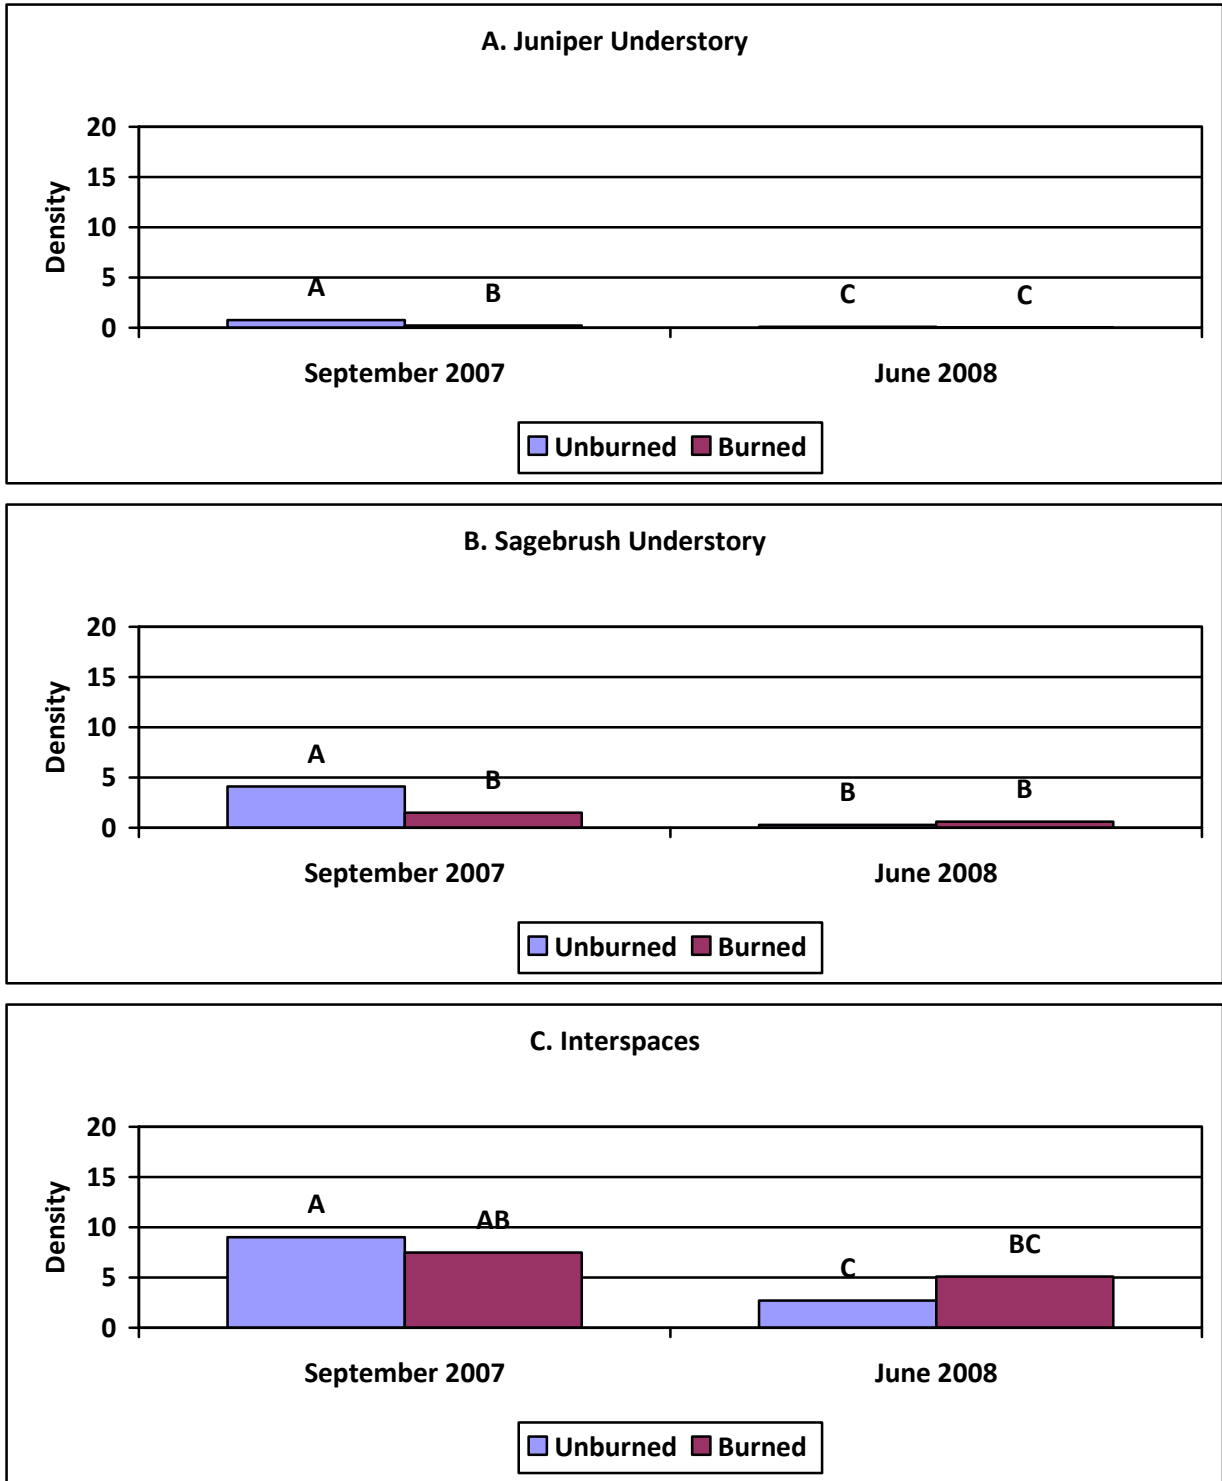 A. Juniper Understory
20
15
10
5
0
Density
A
B
C
C
September 2007
June 2008
Unburned
Burned
B. Sagebrush Understory
20
15
10
5
0
Density
A
B
B
B
September 2007
June 2008
Unburned
Burned
C. Interspaces
20
15
10
5
0
Density
A
AB
C
BC
September 2007
June 2008
Unburned
Burned